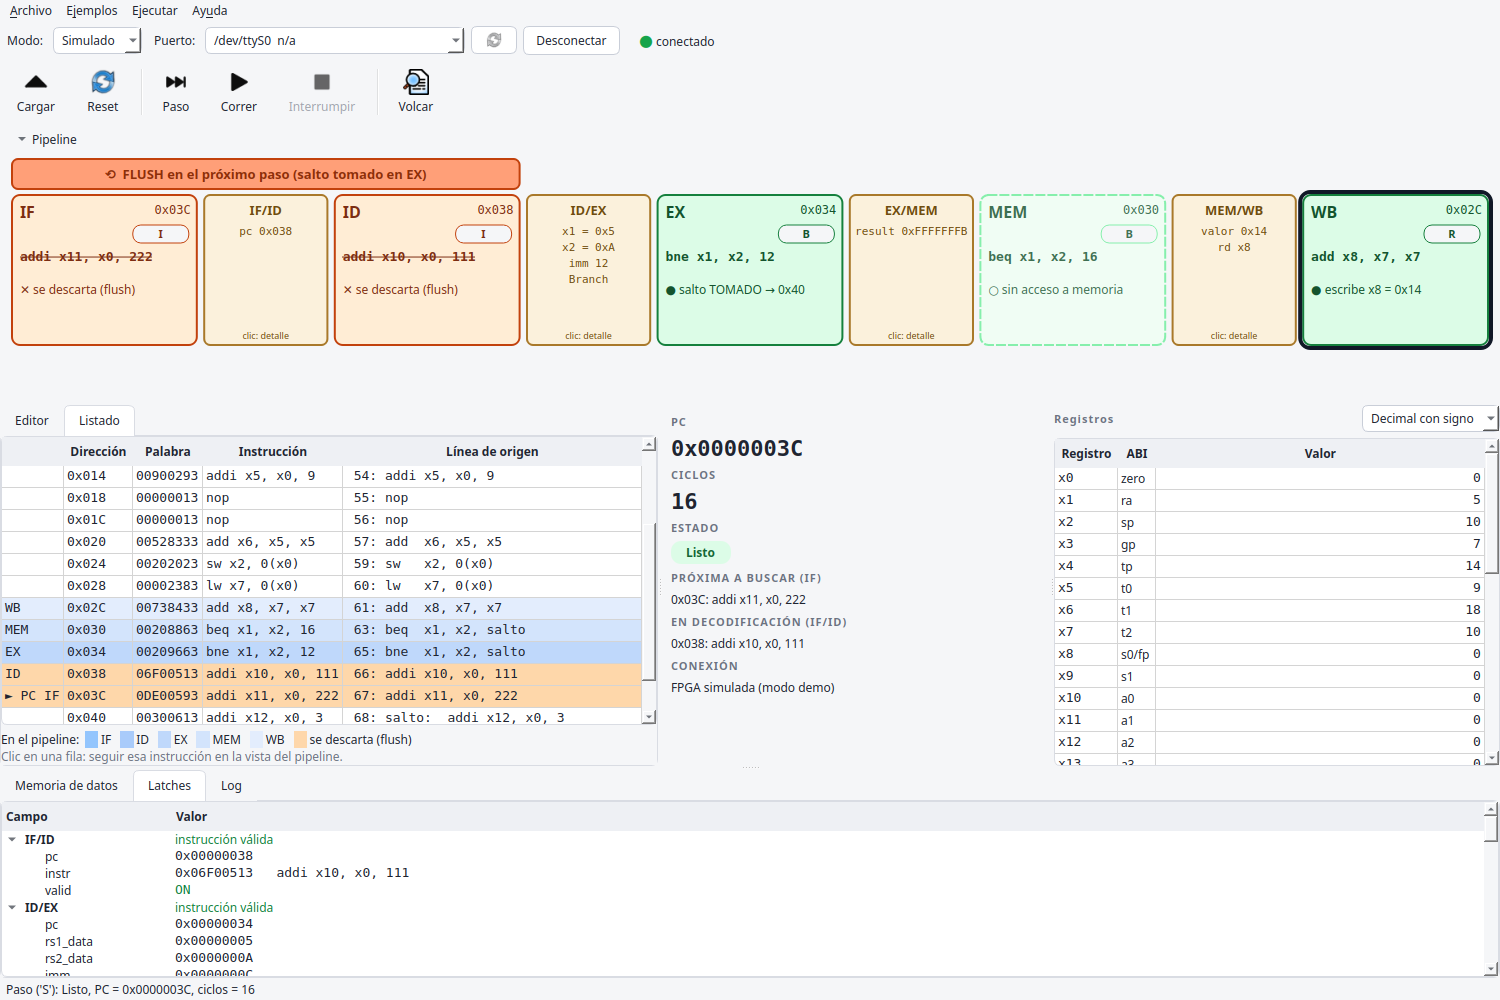 Archivo Ejemplos Ejecutar Ayuda
Modo: Simulado Puerto: /dev/ttyS0 n/a Desconectar conectado
Cargar Reset Paso Correr Interrumpir Volcar
Pipeline
⟲ FLUSH en el próximo paso (salto tomado en EX)
IF 0x03C
I
addi x11, x0, 222
✕ se descarta (flush)
IF/ID
pc 0x038
clic: detalle
ID 0x038
I
addi x10, x0, 111
✕ se descarta (flush)
ID/EX
x1 = 0x5
x2 = 0xA
imm 12
Branch
clic: detalle
EX 0x034
B
bne x1, x2, 12
● salto TOMADO → 0x40
EX/MEM
result 0xFFFFFFFB
clic: detalle
MEM 0x030
B
beq x1, x2, 16
○ sin acceso a memoria
MEM/WB
valor 0x14
rd x8
clic: detalle
WB 0x02C
R
add x8, x7, x7
● escribe x8 = 0x14
Editor Listado
Dirección Palabra Instrucción Línea de origen
0x014 00900293 addi x5, x0, 9 54: addi x5, x0, 9
0x018 00000013 nop 55: nop
0x01C 00000013 nop 56: nop
0x020 00528333 add x6, x5, x5 57: add x6, x5, x5
0x024 00202023 sw x2, 0(x0) 59: sw x2, 0(x0)
0x028 00002383 lw x7, 0(x0) 60: lw x7, 0(x0)
WB 0x02C 00738433 add x8, x7, x7 61: add x8, x7, x7
MEM 0x030 00208863 beq x1, x2, 16 63: beq x1, x2, salto
EX 0x034 00209663 bne x1, x2, 12 65: bne x1, x2, salto
ID 0x038 06F00513 addi x10, x0, 111 66: addi x10, x0, 111
► PC IF 0x03C 0DE00593 addi x11, x0, 222 67: addi x11, x0, 222
0x040 00300613 addi x12, x0, 3 68: salto: addi x12, x0, 3
En el pipeline: IF ID EX MEM WB se descarta (flush)
Clic en una fila: seguir esa instrucción en la vista del pipeline.
PC
0x0000003C
CICLOS
16
ESTADO
Listo
PRÓXIMA A BUSCAR (IF)
0x03C: addi x11, x0, 222
EN DECODIFICACIÓN (IF/ID)
0x038: addi x10, x0, 111
CONEXIÓN
FPGA simulada (modo demo)
Registros Decimal con signo
Registro ABI Valor
x0 zero 0
x1 ra 5
x2 sp 10
x3 gp 7
x4 tp 14
x5 t0 9
x6 t1 18
x7 t2 10
x8 s0/fp 0
x9 s1 0
x10 a0 0
x11 a1 0
x12 a2 0
x13 a3 0
Memoria de datos Latches Log
Campo Valor
IF/ID instrucción válida
pc 0x00000038
instr 0x06F00513 addi x10, x0, 111
valid ON
ID/EX instrucción válida
pc 0x00000034
rs1_data 0x00000005
rs2_data 0x0000000A
imm 0x0000000C
Paso ('S'): Listo, PC = 0x0000003C, ciclos = 16